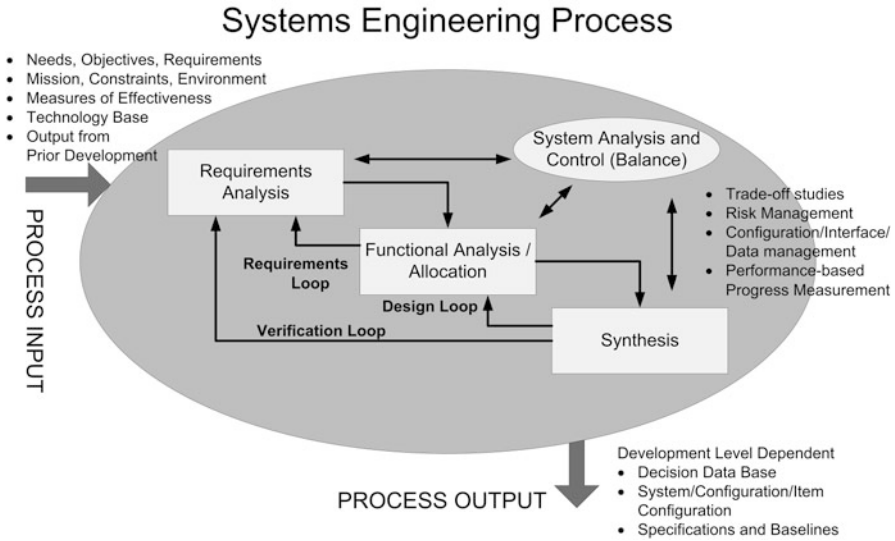 Systems Engineering Process
• Needs, Objectives, Requirements
• Mission, Constraints, Environment
• Measures of Effectiveness
• Technology Base
• Output from
Prior Development
PROCESS INPUT
Requirements
Analysis
System Analysis and
Control (Balance)
• Trade-off studies
• Risk Management
• Configuration/Interface/
Data management
• Performance-based
Progress Measurement
Functional Analysis /
Allocation
Requirements
Loop
Design Loop
Verification Loop
Synthesis
PROCESS OUTPUT
Development Level Dependent
• Decision Data Base
• System/Configuration/Item
Configuration
• Specifications and Baselines